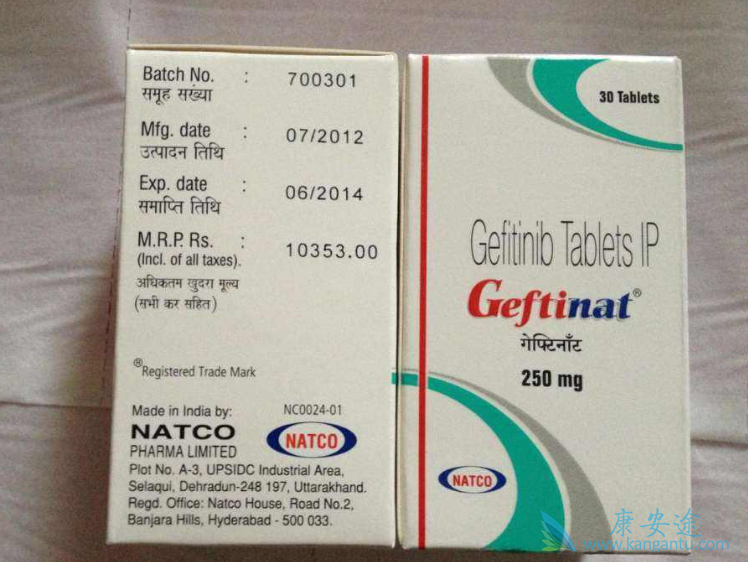 Batch No. : 700301
समूह संख्या
Mfg. date : 07/2012
उत्पादन तिथि
Exp. date : 06/2014
समाप्ति तिथि
M.R.P. Rs. : 10353.00
(Incl. of all taxes).
अधिकतम खुदरा मूल्य
(सभी कर सहित)
®Registered Trade Mark
Made in India by: NC0024-01
NATCO
PHARMA LIMITED
NATCO
Plot No. A-3, UPSIDC Industrial Area,
Selaqui, Dehradun-248 197, Uttarakhand.
Regd. Office: Natco House, Road No.2,
Banjara Hills, Hyderabad - 500 033.
30 Tablets
Gefitinib Tablets IP
Geftinat®
गेफ्टिनॉट
250 mg
NATCO
康安途
www.kangantu.com